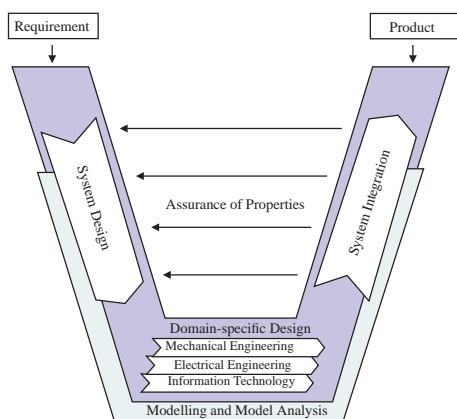 Requirement
Product
System Design
Assurance of Properties
System Integration
Domain-specific Design
Mechanical Engineering
Electrical Engineering
Information Technology
Modelling and Model Analysis